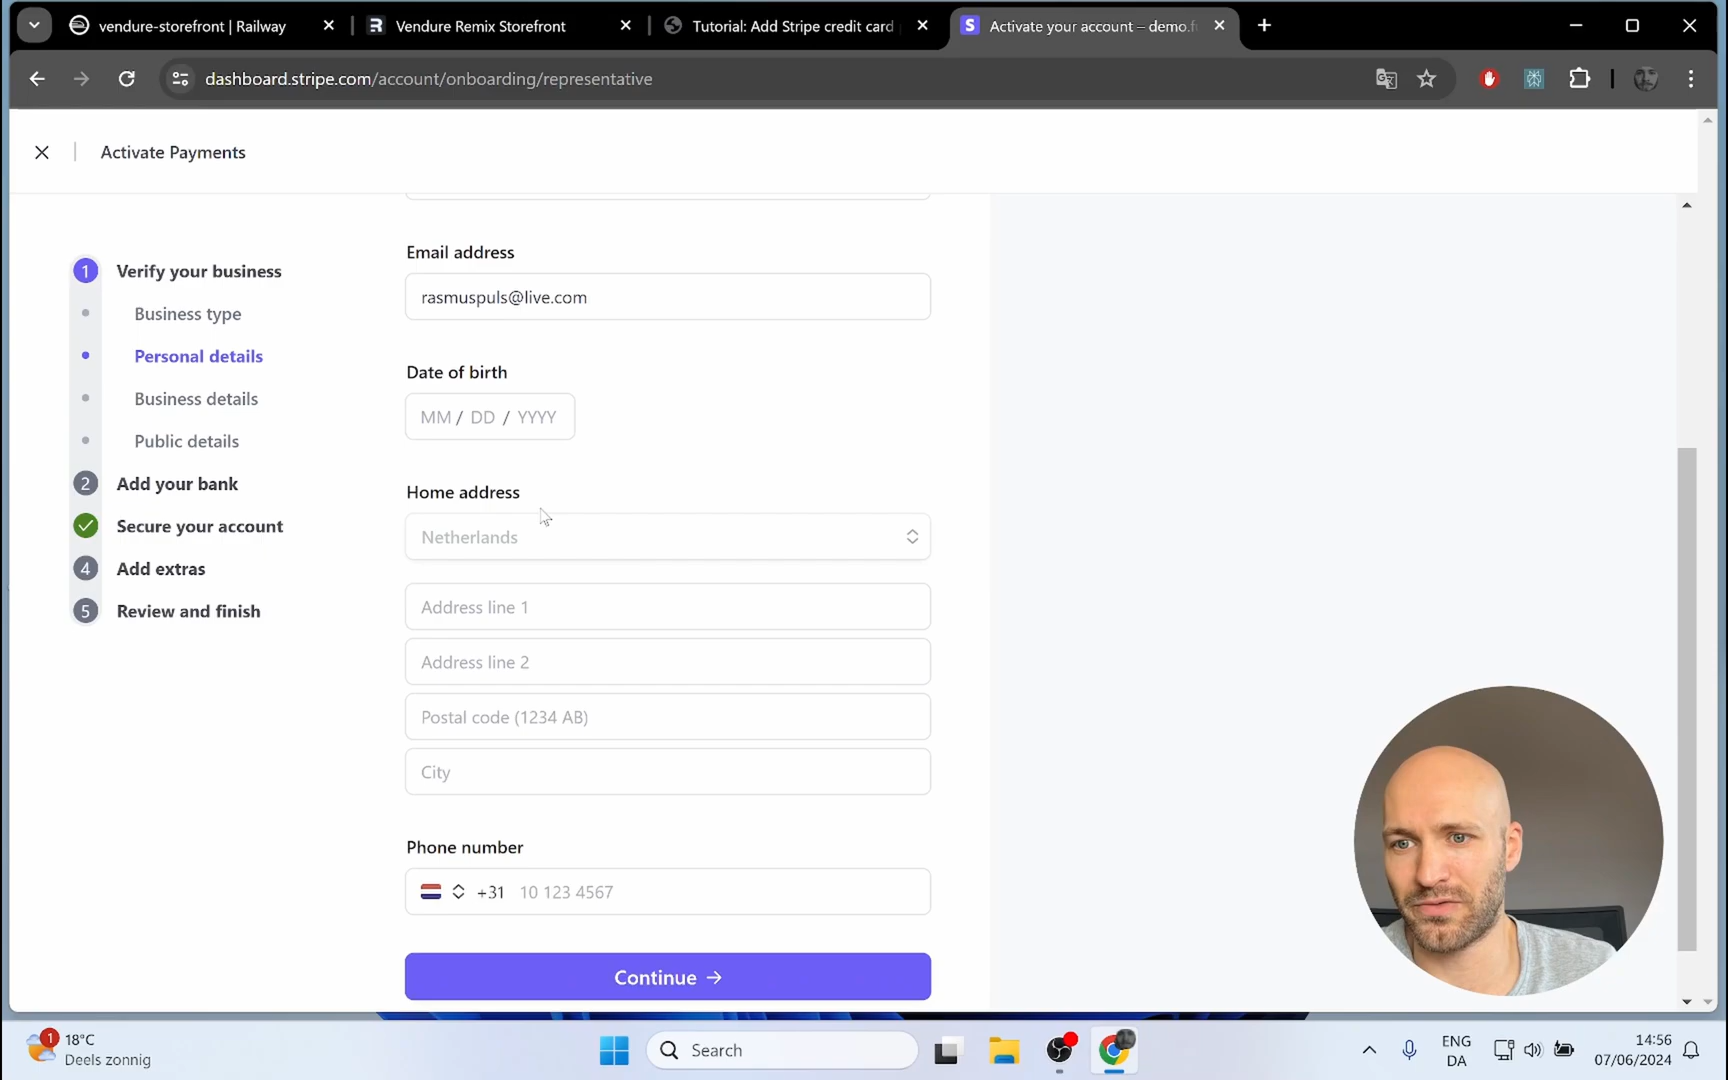 vendure-storefront | Railway
Vendure Remix Storefront
Tutorial: Add Stripe credit card
Activate your account – demo.f
dashboard.stripe.com/account/onboarding/representative
Activate Payments
1 Verify your business
Business type
Personal details
Business details
Public details
2 Add your bank
Secure your account
4 Add extras
5 Review and finish
Email address
rasmuspuls@live.com
Date of birth
MM / DD / YYYY
Home address
Netherlands
Address line 1
Address line 2
Postal code (1234 AB)
City
Phone number
+31 10 123 4567
Continue →
1
18°C
Deels zonnig
Search
ENG
DA
14:56
07/06/2024